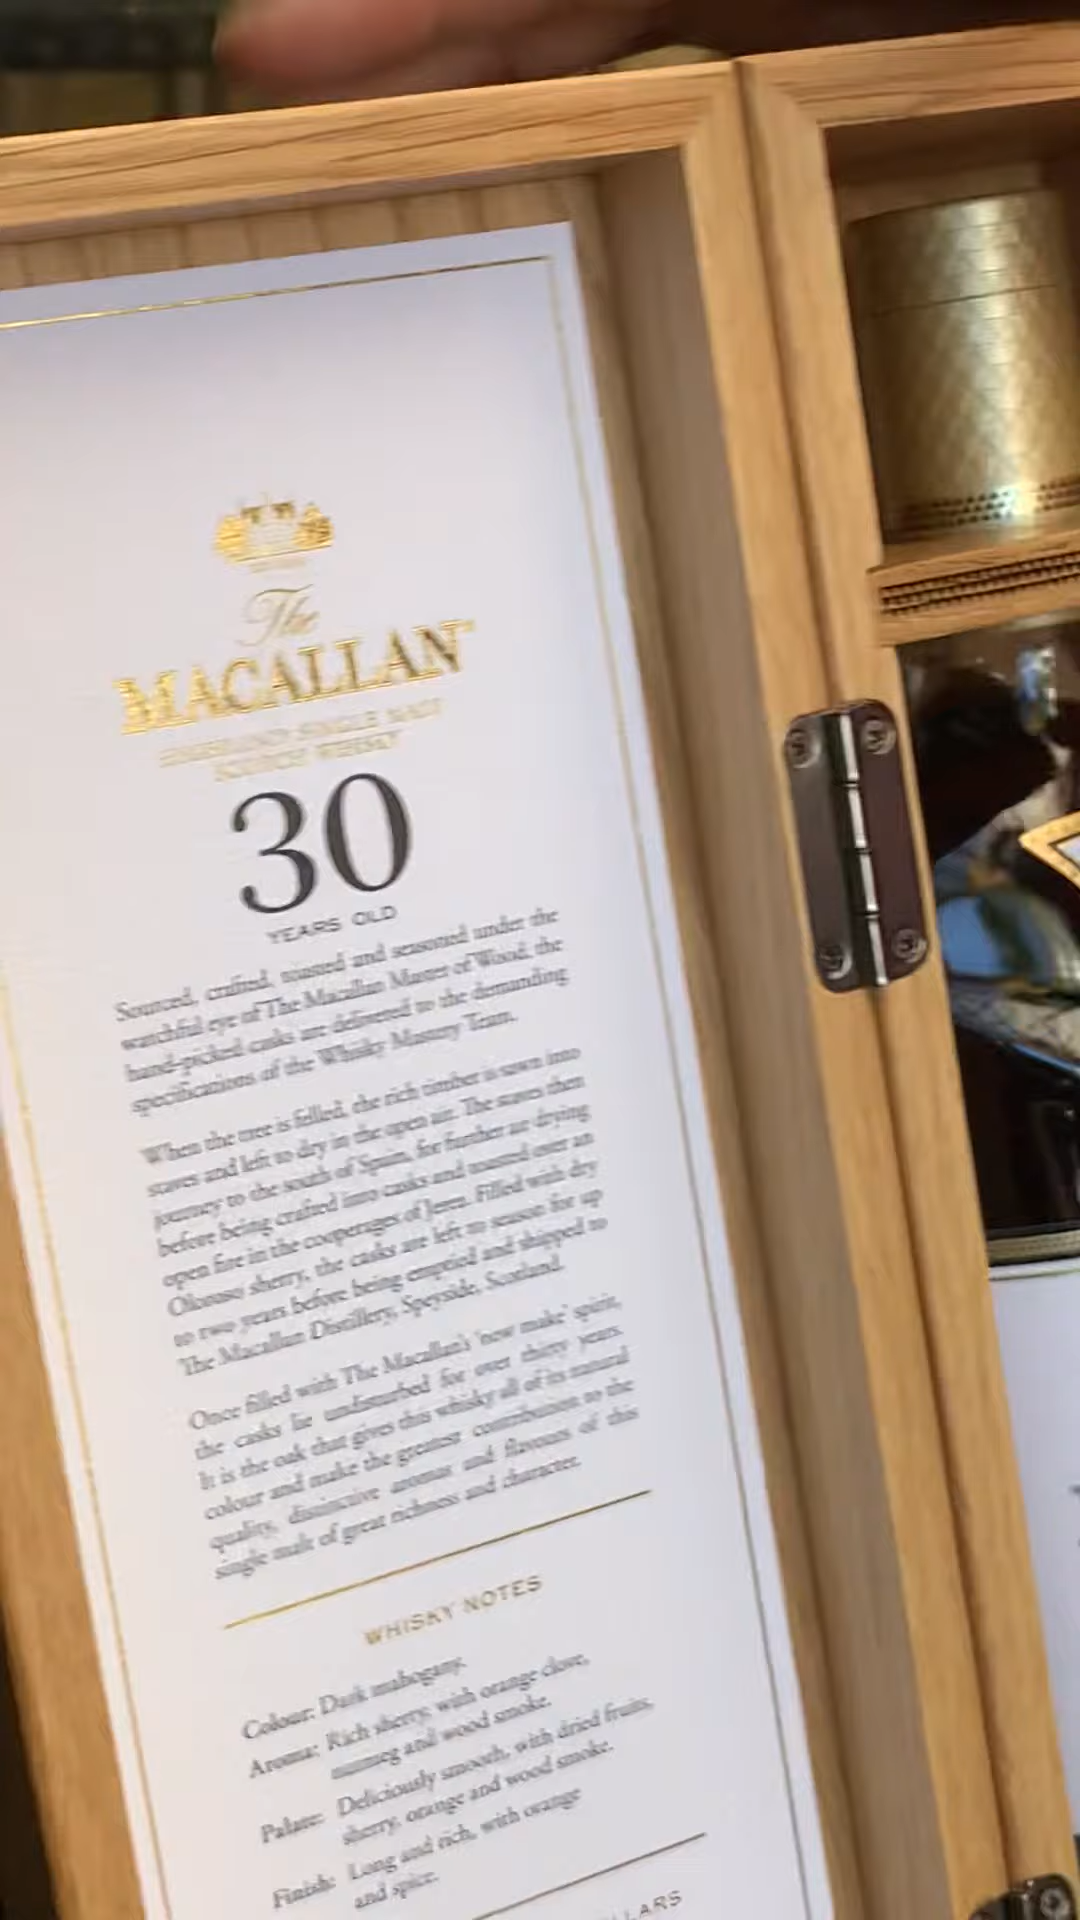 The
MACALLAN
HIGHLAND SINGLE MALT
SCOTCH WHISKY
30
YEARS OLD
Sourced, crafted, toasted and seasoned under the
watchful eye of The Macallan Master of Wood, the
hand-picked casks are delivered to the demanding
specifications of the Whisky Mastery Team.
When the tree is felled, the rich timber is sawn into
staves and left to dry in the open air. The staves then
journey to the south of Spain, for further air drying
before being crafted into casks and toasted over an
open fire in the cooperages of Jerez. Filled with dry
Oloroso sherry, the casks are left to season for up
to two years before being emptied and shipped to
The Macallan Distillery, Speyside, Scotland.
Once filled with The Macallan's 'new make' spirit,
the casks lie undisturbed for over thirty years.
It is the oak that gives this whisky all of its natural
colour and make the greatest contribution to the
quality, distinctive aromas and flavours of this
single malt of great richness and character.
WHISKY NOTES
Colour: Dark mahogany.
Aroma: Rich sherry, with orange clove,
nutmeg and wood smoke.
Palate: Deliciously smooth, with dried fruits,
sherry, orange and wood smoke.
Finish: Long and rich, with orange
and spice.